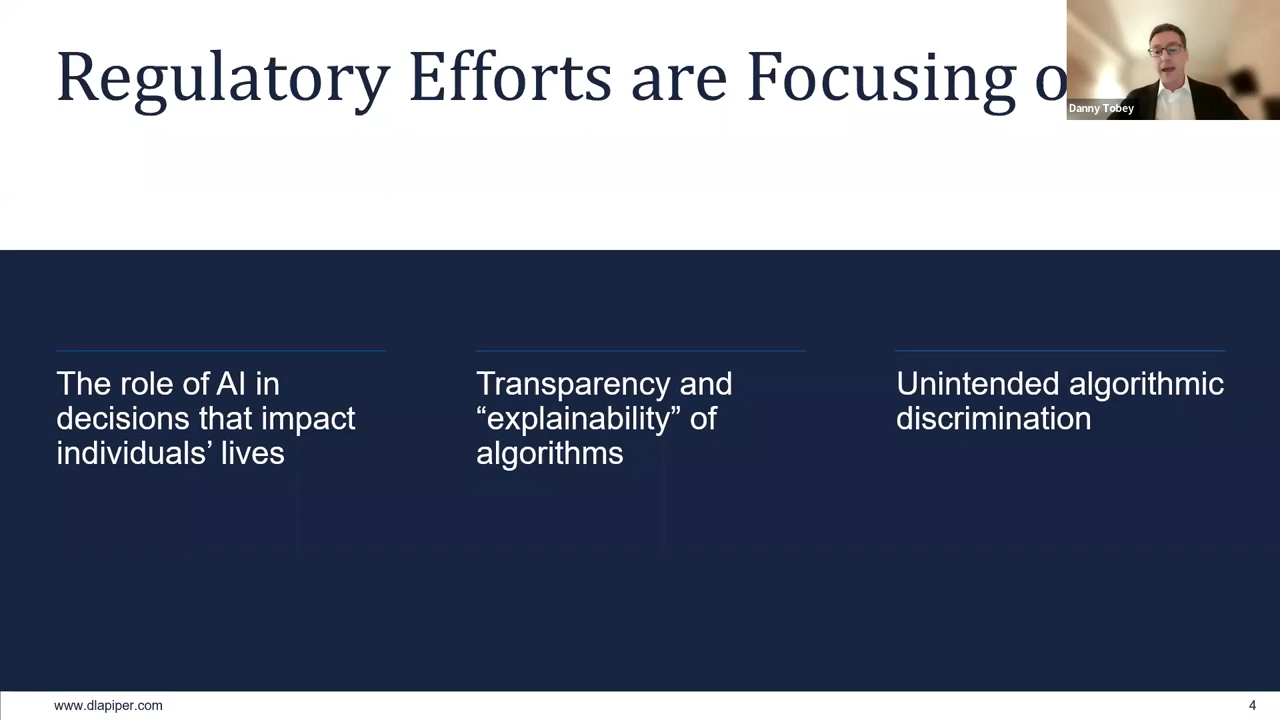 Regulatory Efforts are Focusing o
Danny Tobey
The role of AI in
decisions that impact
individuals’ lives
Transparency and
“explainability” of
algorithms
Unintended algorithmic
discrimination
www.dlapiper.com
4